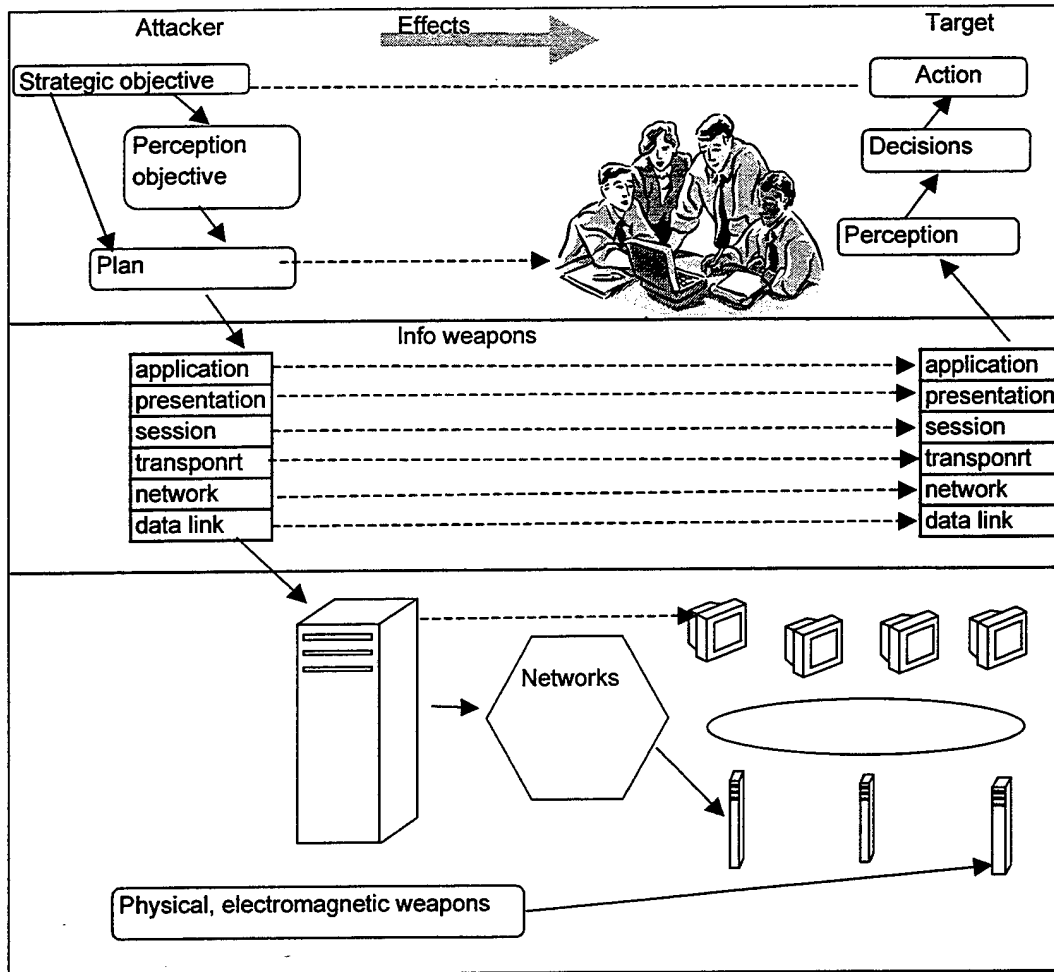 Attacker
Effects
Target
Strategic objective
Action
Perception
objective
Decisions
Perception
Plan
Info weapons
application
presentation
session
transponrt
network
data link
application
presentation
session
transponrt
network
data link
Networks
Physical, electromagnetic weapons